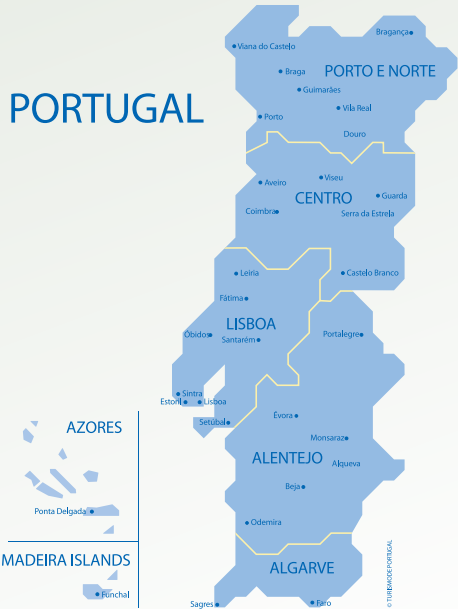 Bragança
Viana do Castelo
Braga
PORTO E NORTE
Guimarães
PORTUGAL
Vila Real
Porto
Douro
Viseu
Aveiro
Guarda
CENTRO
Coimbra
Serra da Estrela
Leiria
Castelo Branco
Fátima
LISBOA
Óbidos
Santarém
Portalegre
Sintra
Estoril
Lisboa
Setúbal
Évora
AZORES
Monsaraz
ALENTEJO
Alqueva
Beja
Ponta Delgada
Odemira
MADEIRA ISLANDS
ALGARVE
Funchal
Sagres
Faro
© TURISMO DE PORTUGAL